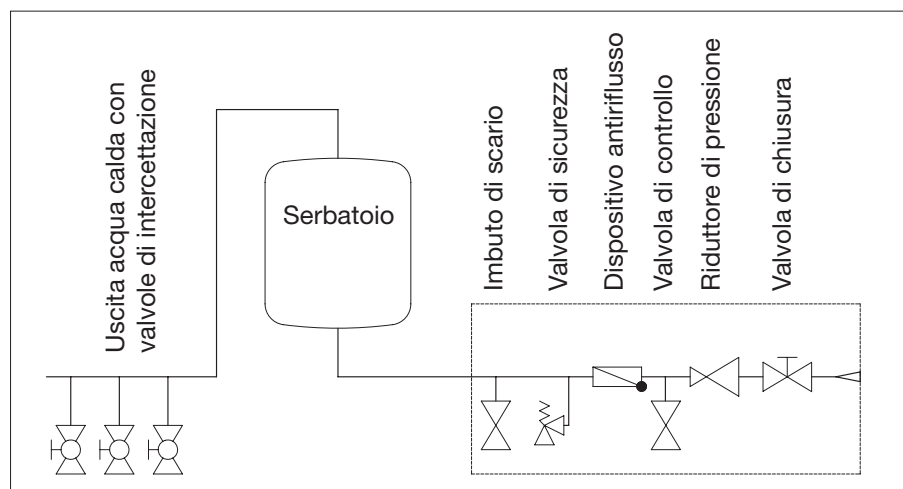 Uscita acqua calda con
valvole di intercettazione
Serbatoio
Imbuto di scario
Valvola di sicurezza
Dispositivo antiriflusso
Valvola di controllo
Riduttore di pressione
Valvola di chiusura